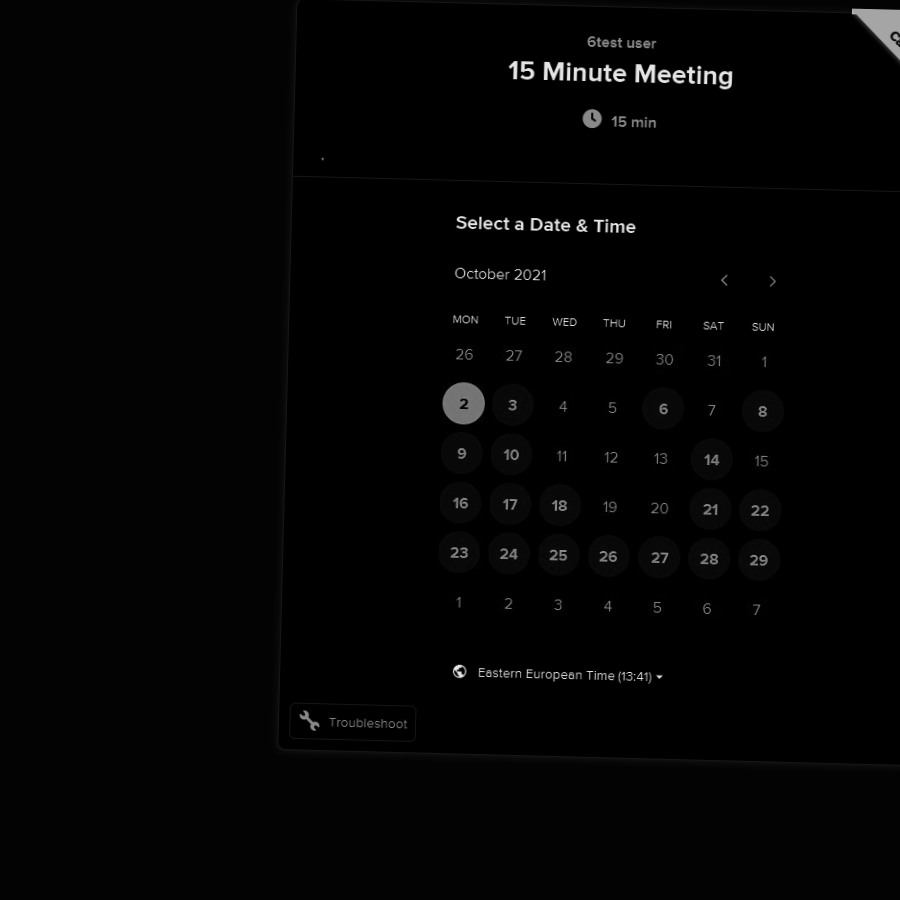 6test user
15 Minute Meeting
15 min
Select a Date & Time
October 2021
MON TUE WED THU FRI SAT SUN
26 27 28 29 30 31 1
2 3 4 5 6 7 8
9 10 11 12 13 14 15
16 17 18 19 20 21 22
23 24 25 26 27 28 29
1 2 3 4 5 6 7
Eastern European Time (13:41)
Troubleshoot